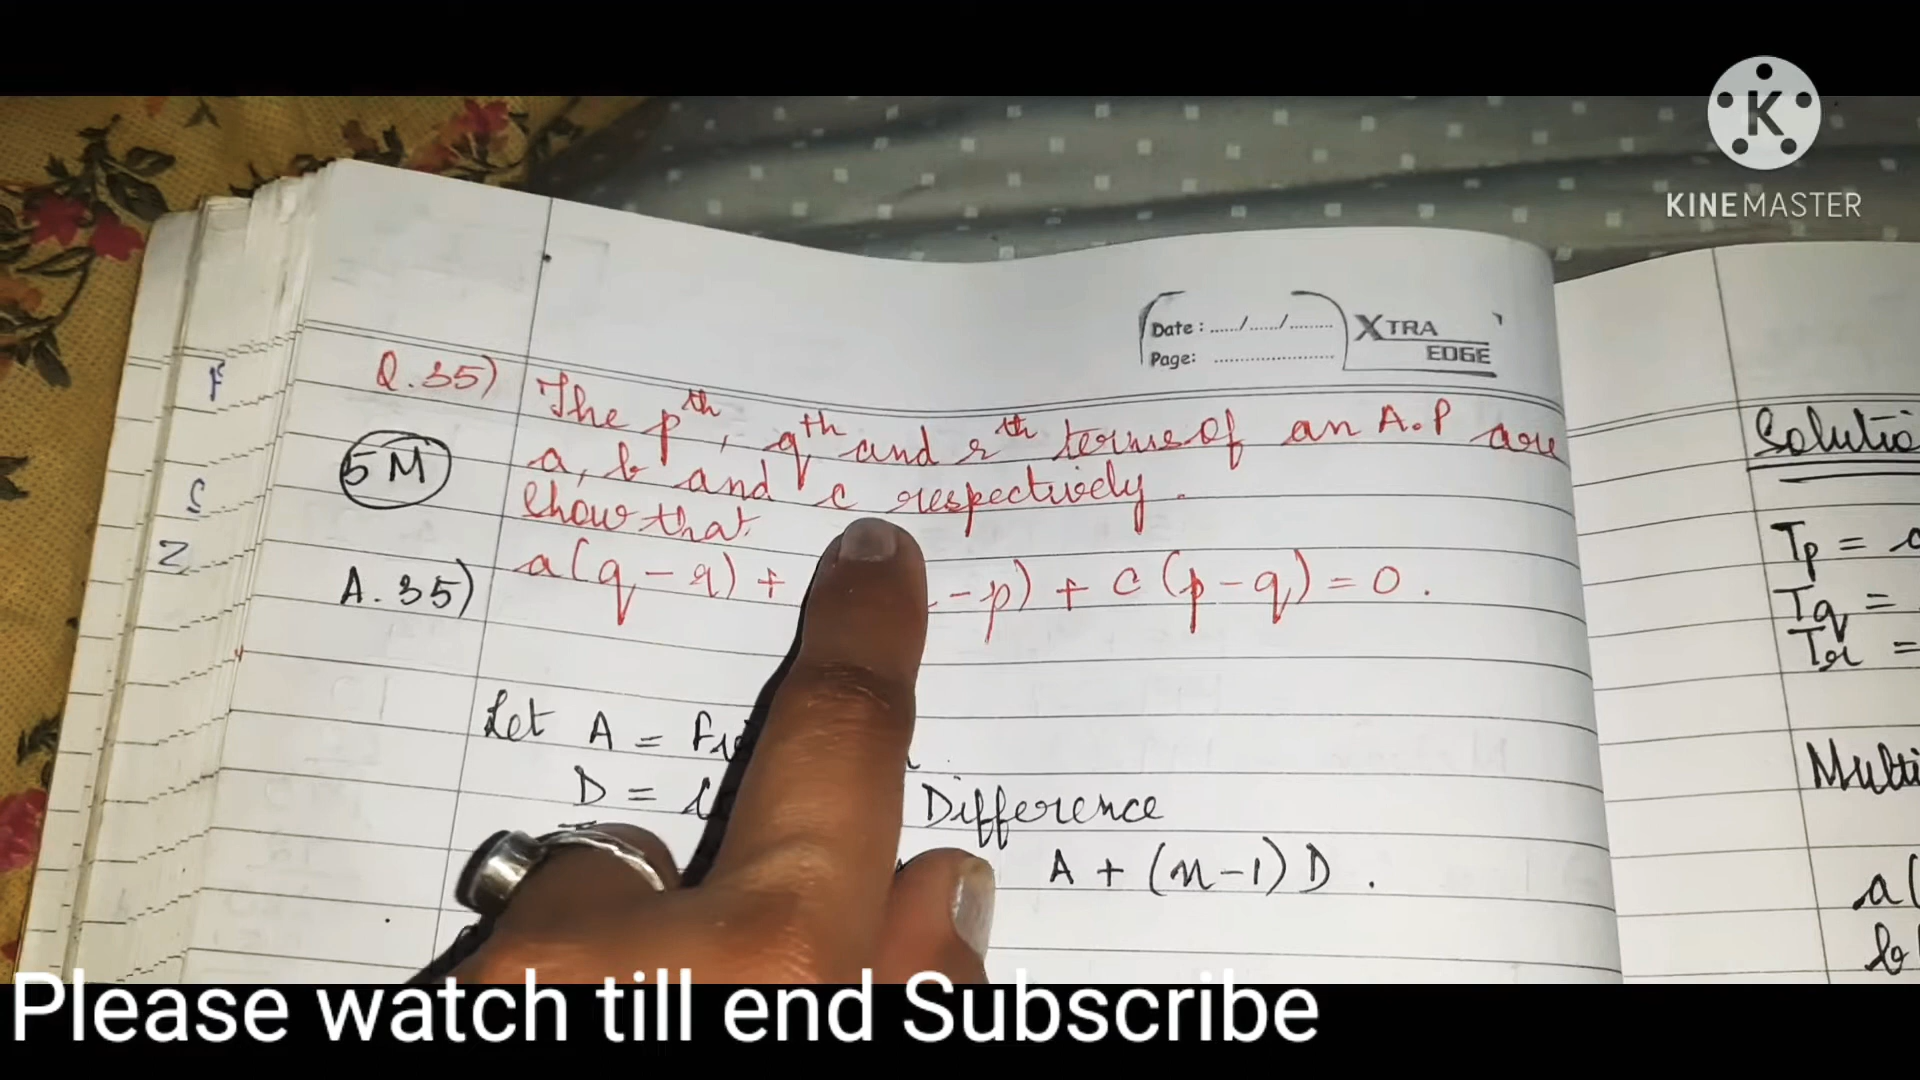 K
KINEMASTER
Date : ....../....../.........
Page: ........................
XTRA
EDGE
Q.35) The pth, qth and rth terms of an A.P are
5M
a, b and c respectively.
Show that
a(q-r) + -p) + c(p-q) = 0.
A.35)
Let A =
D = Difference
A + (n-1) D.
F
S
Z
Solutio
Tp =
Tq =
Tr =
Multi
a(
b(
Please watch till end Subscribe